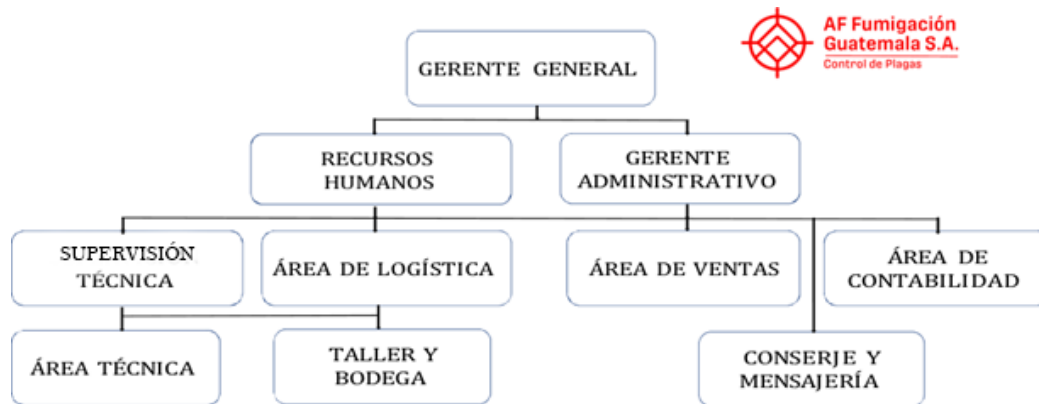 AF Fumigación
Guatemala S.A.
Control de Plagas
GERENTE GENERAL
RECURSOS
HUMANOS
GERENTE
ADMINISTRATIVO
SUPERVISIÓN
TÉCNICA
ÁREA DE LOGÍSTICA
ÁREA DE VENTAS
ÁREA DE
CONTABILIDAD
ÁREA TÉCNICA
TALLER Y
BODEGA
CONSERJE Y
MENSAJERÍA